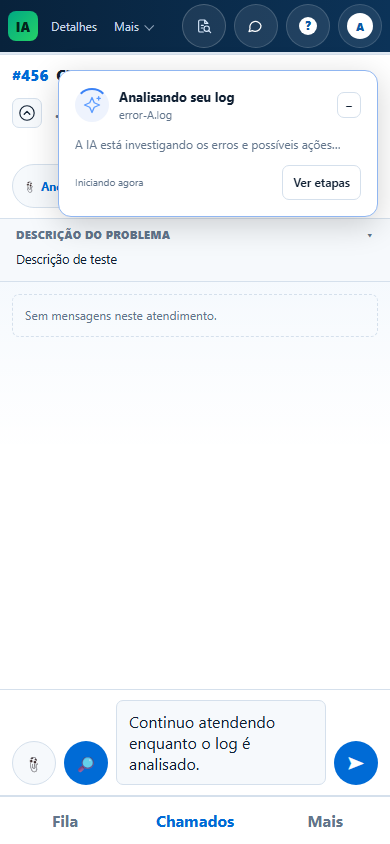 IA Detalhes Mais ? A
#456
Analisando seu log
error-A.log
–
A IA está investigando os erros e possíveis ações...
Iniciando agora
Ver etapas
DESCRIÇÃO DO PROBLEMA
Descrição de teste
Sem mensagens neste atendimento.
Continuo atendendo
enquanto o log é
analisado.
Fila Chamados Mais